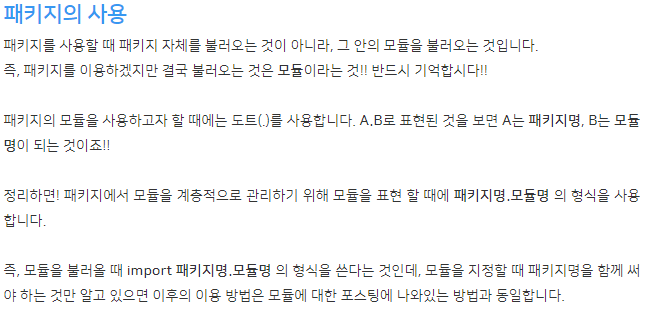 패키지의 사용
패키지를 사용할 때 패키지 자체를 불러오는 것이 아니라, 그 안의 모듈을 불러오는 것입니다.
즉, 패키지를 이용하겠지만 결국 불러오는 것은 모듈이라는 것!! 반드시 기억합시다!!
패키지의 모듈을 사용하고자 할 때에는 도트(.)를 사용합니다. A.B로 표현된 것을 보면 A는 패키지명, B는 모듈
명이 되는 것이죠!!
정리하면! 패키지에서 모듈을 계층적으로 관리하기 위해 모듈을 표현 할 때에 패키지명.모듈명 의 형식을 사용
합니다.
즉, 모듈을 불러올 때 import 패키지명.모듈명 의 형식을 쓴다는 것인데, 모듈을 지정할 때 패키지명을 함께 써
야 하는 것만 알고 있으면 이후의 이용 방법은 모듈에 대한 포스팅에 나와있는 방법과 동일합니다.